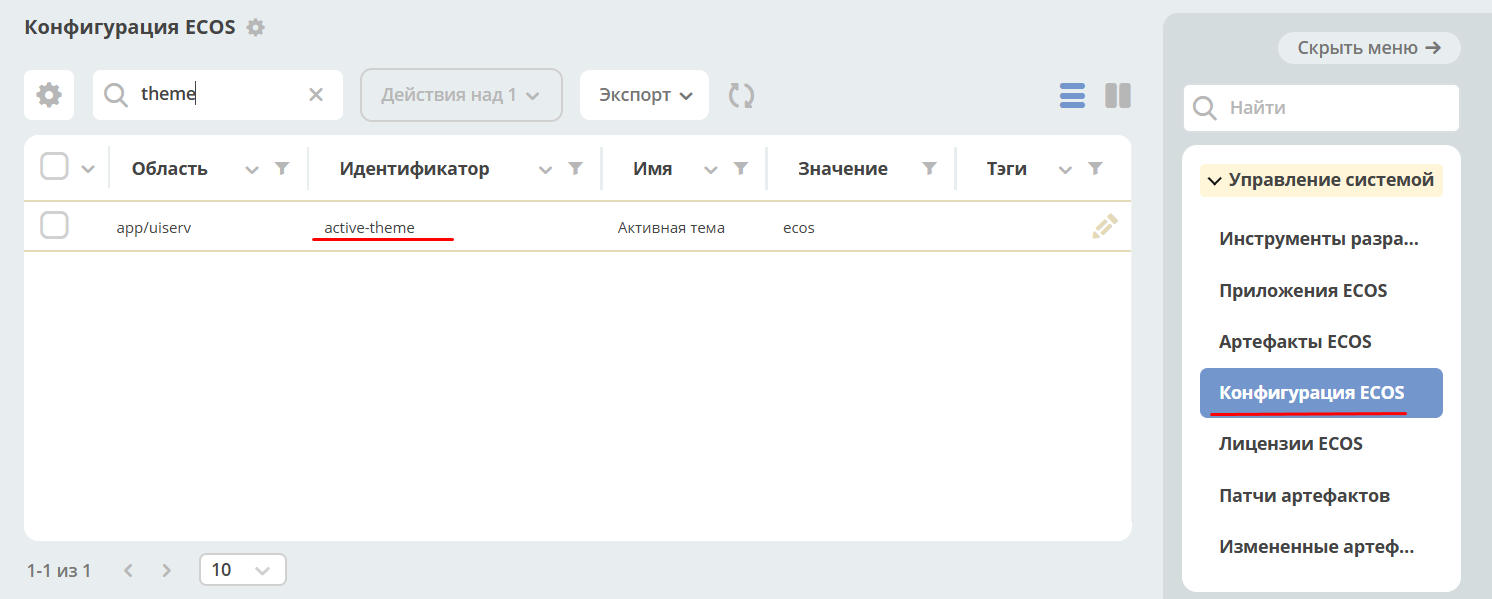 Конфигурация ECOS
theme
Действия над 1
Экспорт
Область Идентификатор Имя Значение Тэги
app/uiserv active-theme Активная тема ecos
1-1 из 1
10
Скрыть меню →
Найти
Управление системой
Инструменты разра...
Приложения ECOS
Артефакты ECOS
Конфигурация ECOS
Лицензии ECOS
Патчи артефактов
Измененные артеф...